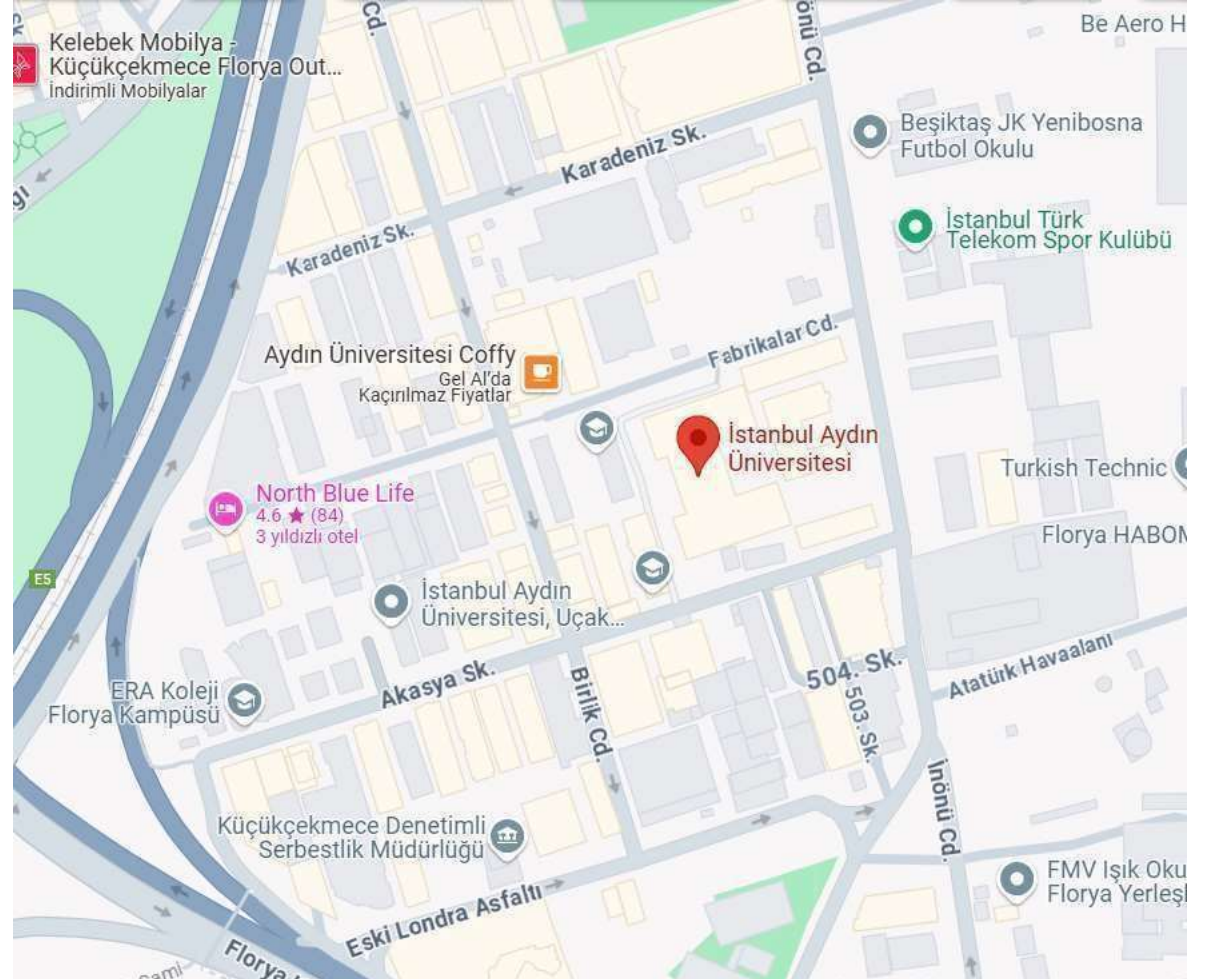 Cd.
İnönü Cd.
Be Aero H
Kelebek Mobilya -
Küçükçekmece Florya Out...
İndirimli Mobilyalar
Karadeniz Sk.
Beşiktaş JK Yenibosna
Futbol Okulu
İstanbul Türk
Telekom Spor Kulübü
Karadeniz Sk.
Fabrikalar Cd.
Aydın Üniversitesi Coffy
Gel Al'da
Kaçırılmaz Fiyatlar
İstanbul Aydın
Üniversitesi
Turkish Technic
North Blue Life
4.6 ★ (84)
3 yıldızlı otel
Florya HABOM
E5
İstanbul Aydın
Üniversitesi, Uçak...
504. Sk.
Atatürk Havaalanı
ERA Koleji
Florya Kampüsü
Akasya Sk.
Birlik Cd.
503. Sk.
İnönü Cd.
Küçükçekmece Denetimli
Serbestlik Müdürlüğü
FMV Işık Oku
Florya Yerleş
Eski Londra Asfaltı
Florya